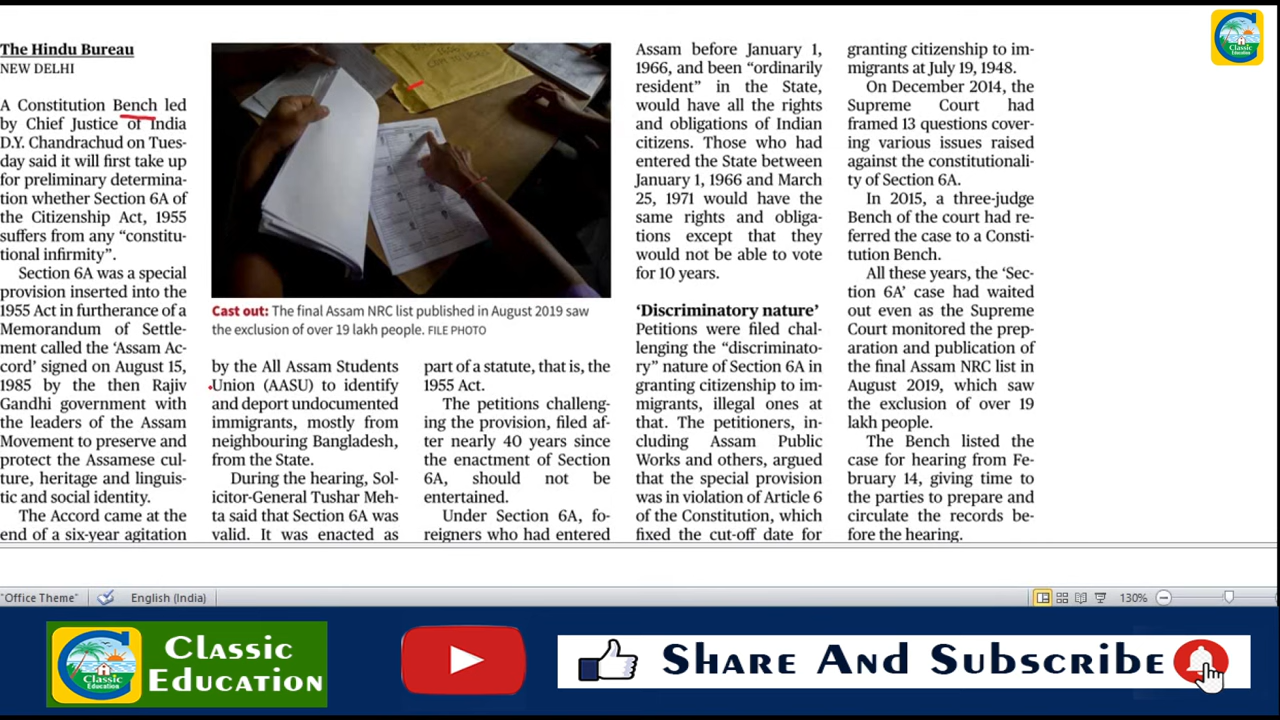 The Hindu Bureau
NEW DELHI
A Constitution Bench led
by Chief Justice of India
D.Y. Chandrachud on Tues-
day said it will first take up
for preliminary determina-
tion whether Section 6A of
the Citizenship Act, 1955
suffers from any “constitu-
tional infirmity”.
Section 6A was a special
provision inserted into the
1955 Act in furtherance of a
Memorandum of Settle-
ment called the ‘Assam Ac-
cord’ signed on August 15,
1985 by the then Rajiv
Gandhi government with
the leaders of the Assam
Movement to preserve and
protect the Assamese cul-
ture, heritage and linguis-
tic and social identity.
The Accord came at the
end of a six-year agitation
Cast out: The final Assam NRC list published in August 2019 saw
the exclusion of over 19 lakh people. FILE PHOTO
by the All Assam Students
Union (AASU) to identify
and deport undocumented
immigrants, mostly from
neighbouring Bangladesh,
from the State.
During the hearing, Sol-
icitor-General Tushar Meh-
ta said that Section 6A was
valid. It was enacted as
part of a statute, that is, the
1955 Act.
The petitions challeng-
ing the provision, filed af-
ter nearly 40 years since
the enactment of Section
6A, should not be
entertained.
Under Section 6A, fo-
reigners who had entered
Assam before January 1,
1966, and been “ordinarily
resident” in the State,
would have all the rights
and obligations of Indian
citizens. Those who had
entered the State between
January 1, 1966 and March
25, 1971 would have the
same rights and obliga-
tions except that they
would not be able to vote
for 10 years.
‘Discriminatory nature’
Petitions were filed chal-
lenging the “discriminato-
ry” nature of Section 6A in
granting citizenship to im-
migrants, illegal ones at
that. The petitioners, in-
cluding Assam Public
Works and others, argued
that the special provision
was in violation of Article 6
of the Constitution, which
fixed the cut-off date for
granting citizenship to im-
migrants at July 19, 1948.
On December 2014, the
Supreme Court had
framed 13 questions cover-
ing various issues raised
against the constitutionali-
ty of Section 6A.
In 2015, a three-judge
Bench of the court had re-
ferred the case to a Consti-
tution Bench.
All these years, the ‘Sec-
tion 6A’ case had waited
out even as the Supreme
Court monitored the prep-
aration and publication of
the final Assam NRC list in
August 2019, which saw
the exclusion of over 19
lakh people.
The Bench listed the
case for hearing from Fe-
bruary 14, giving time to
the parties to prepare and
circulate the records be-
fore the hearing.
Classic
Education
"Office Theme"
English (India)
130%
Classic
Education
Classic
Education
Share And Subscribe